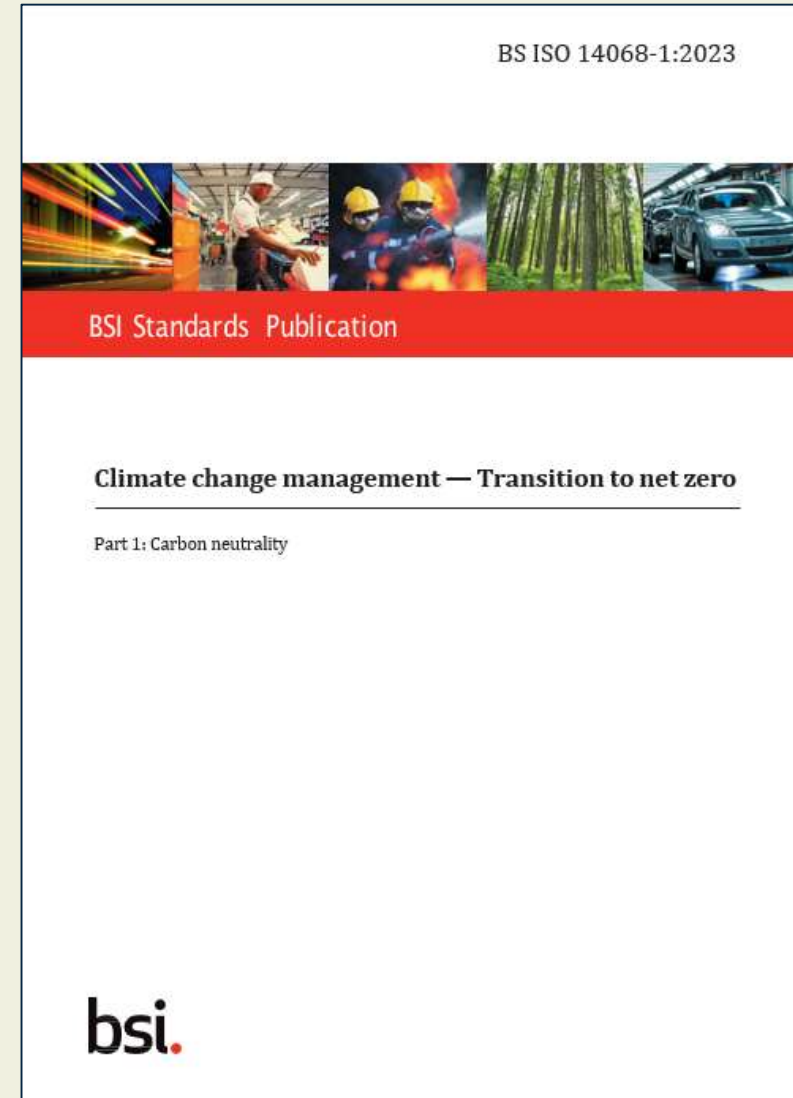 BS ISO 14068-1:2023
BSI Standards Publication
Climate change management — Transition to net zero
Part 1: Carbon neutrality
bsi.